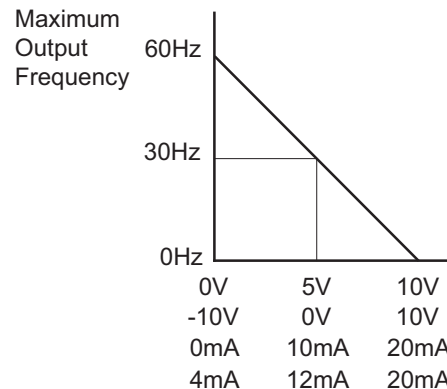 Maximum
Output
Frequency
60Hz
30Hz
0Hz
0V 5V 10V
-10V 0V 10V
0mA 10mA 20mA
4mA 12mA 20mA